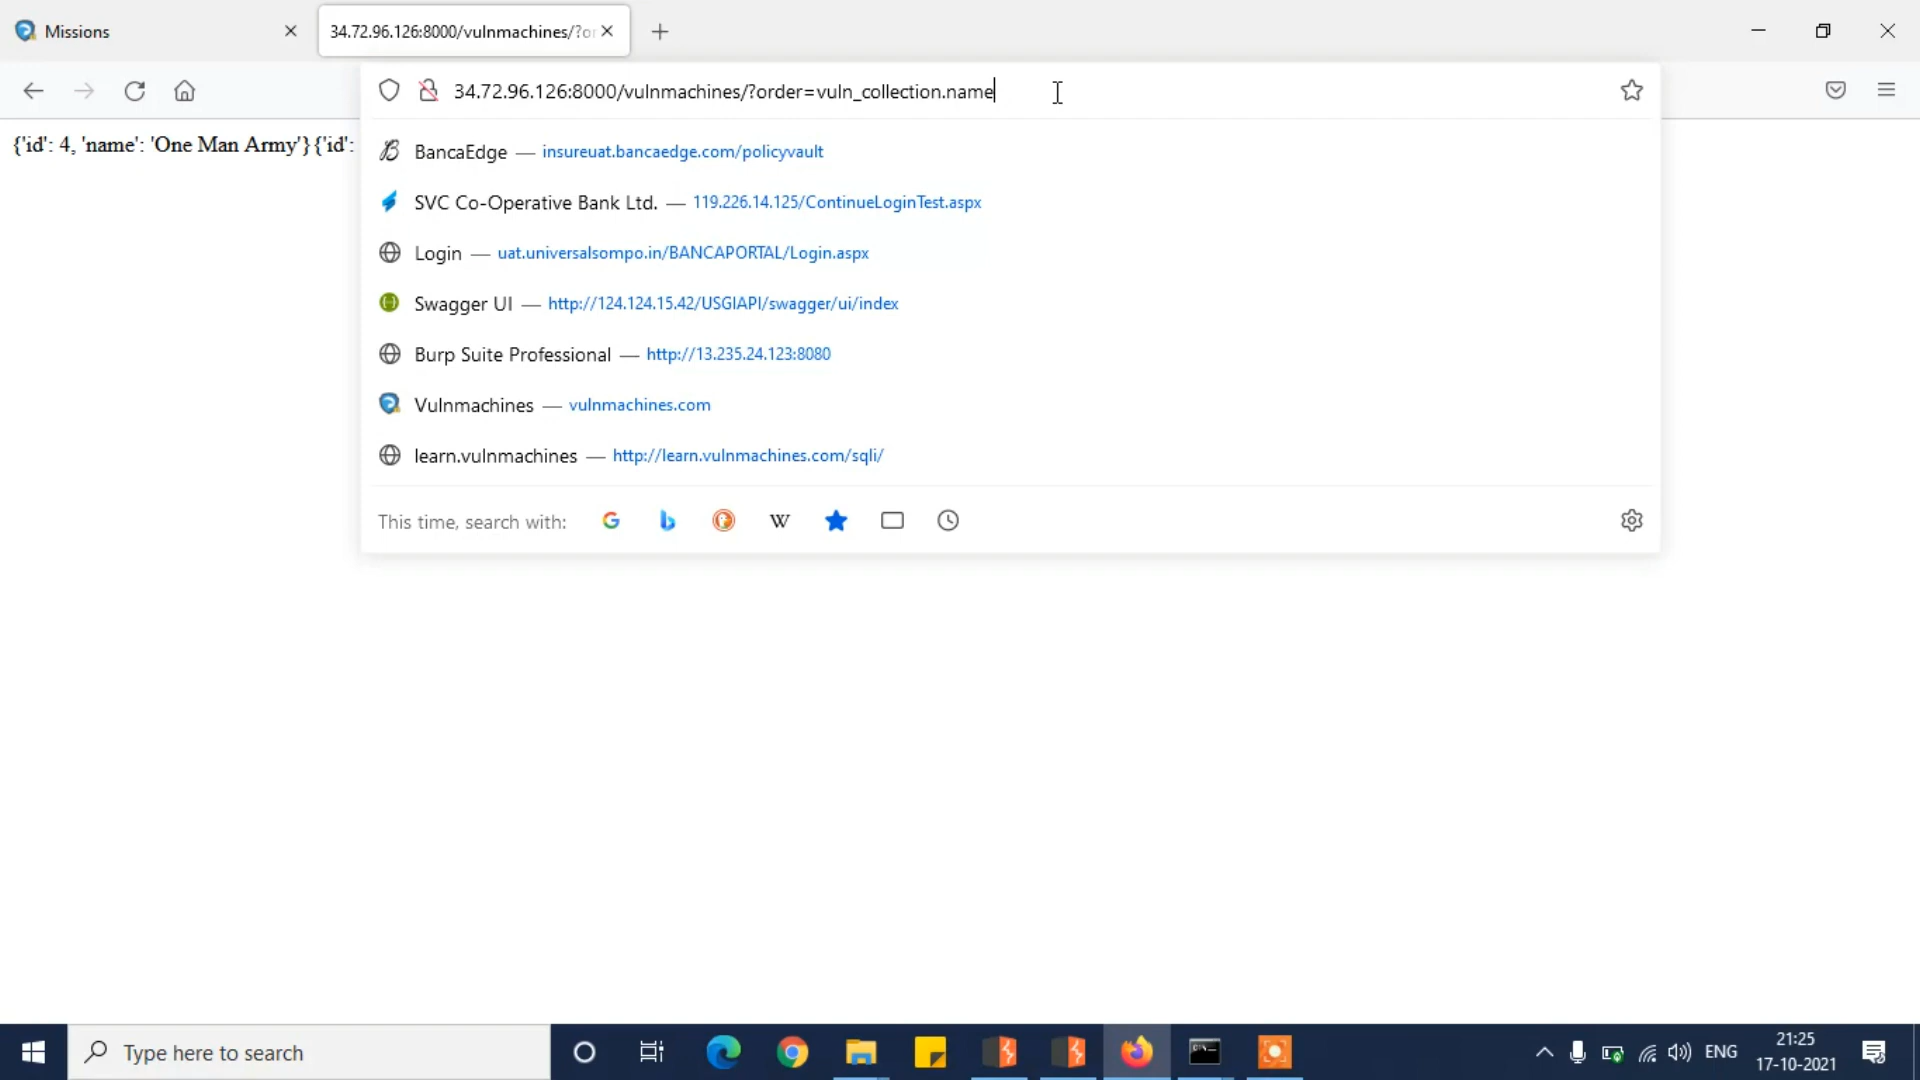 Missions
34.72.96.126:8000/vulnmachines/?or
34.72.96.126:8000/vulnmachines/?order=vuln_collection.name
{'id': 4, 'name': 'One Man Army'}{'id':
BancaEdge — insureuat.bancaedge.com/policyvault
SVC Co-Operative Bank Ltd. — 119.226.14.125/ContinueLoginTest.aspx
Login — uat.universalsompo.in/BANCAPORTAL/Login.aspx
Swagger UI — http://124.124.15.42/USGIAPI/swagger/ui/index
Burp Suite Professional — http://13.235.24.123:8080
Vulnmachines — vulnmachines.com
learn.vulnmachines — http://learn.vulnmachines.com/sqli/
This time, search with:
Type here to search
ENG
21:25
17-10-2021